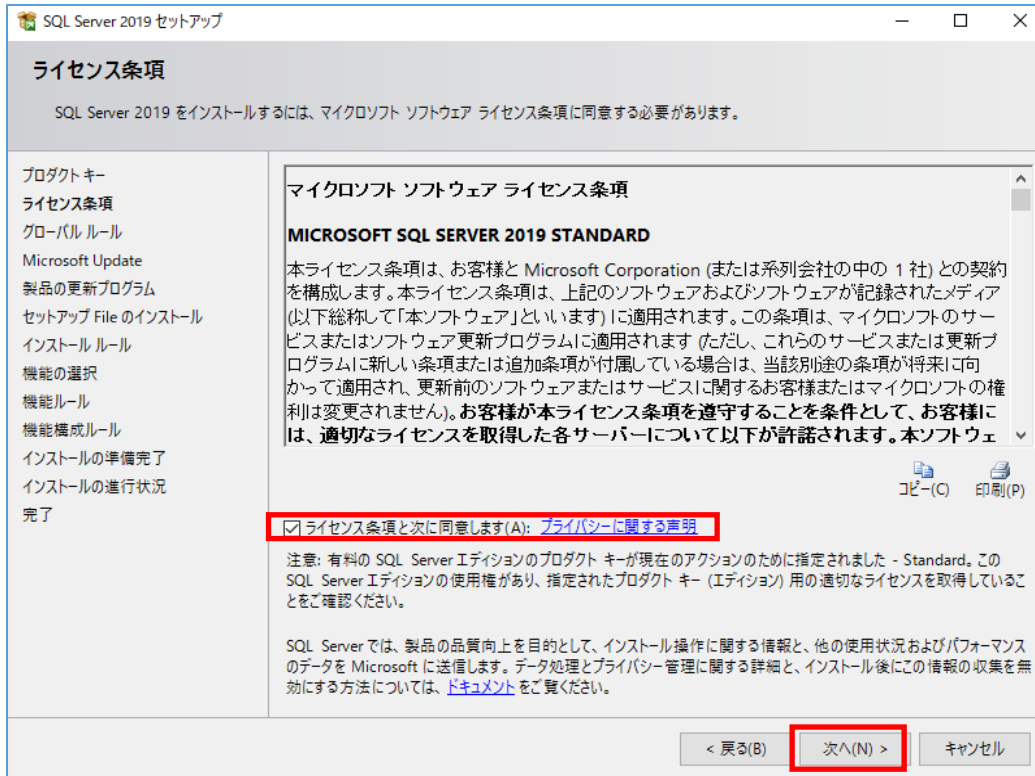 SQL Server 2019 セットアップ
ライセンス条項
SQL Server 2019 をインストールするには、マイクロソフト ソフトウェア ライセンス条項に同意する必要があります。
プロダクト キー
ライセンス条項
グローバル ルール
Microsoft Update
製品の更新プログラム
セットアップ File のインストール
インストール ルール
機能の選択
機能ルール
機能構成ルール
インストールの準備完了
インストールの進行状況
完了
マイクロソフト ソフトウェア ライセンス条項
MICROSOFT SQL SERVER 2019 STANDARD
本ライセンス条項は、お客様と Microsoft Corporation (または系列会社の中の 1 社) との契約
を構成します。本ライセンス条項は、上記のソフトウェアおよびソフトウェアが記録されたメディア
(以下総称して「本ソフトウェア」といいます) に適用されます。この条項は、マイクロソフトのサー
ビスまたはソフトウェア更新プログラムに適用されます (ただし、これらのサービスまたは更新プ
ログラムに新しい条項または追加条項が付属している場合は、当該別途の条項が将来に向
かって適用され、更新前のソフトウェアまたはサービスに関するお客様またはマイクロソフトの権
利は変更されません)。お客様が本ライセンス条項を遵守することを条件として、お客様に
は、適切なライセンスを取得した各サーバーについて以下が許諾されます。本ソフトウェ
コピー(C)
印刷(P)
ライセンス条項と次に同意します(A): プライバシーに関する声明
注意: 有料の SQL Server エディションのプロダクト キーが現在のアクションのために指定されました - Standard。この
SQL Server エディションの使用権があり、指定されたプロダクト キー (エディション) 用の適切なライセンスを取得しているこ
とをご確認ください。
SQL Server では、製品の品質向上を目的として、インストール操作に関する情報と、他の使用状況およびパフォーマンス
のデータを Microsoft に送信します。データ処理とプライバシー管理に関する詳細と、インストール後にこの情報の収集を無
効にする方法については、ドキュメント をご覧ください。
< 戻る(B)
次へ(N) >
キャンセル